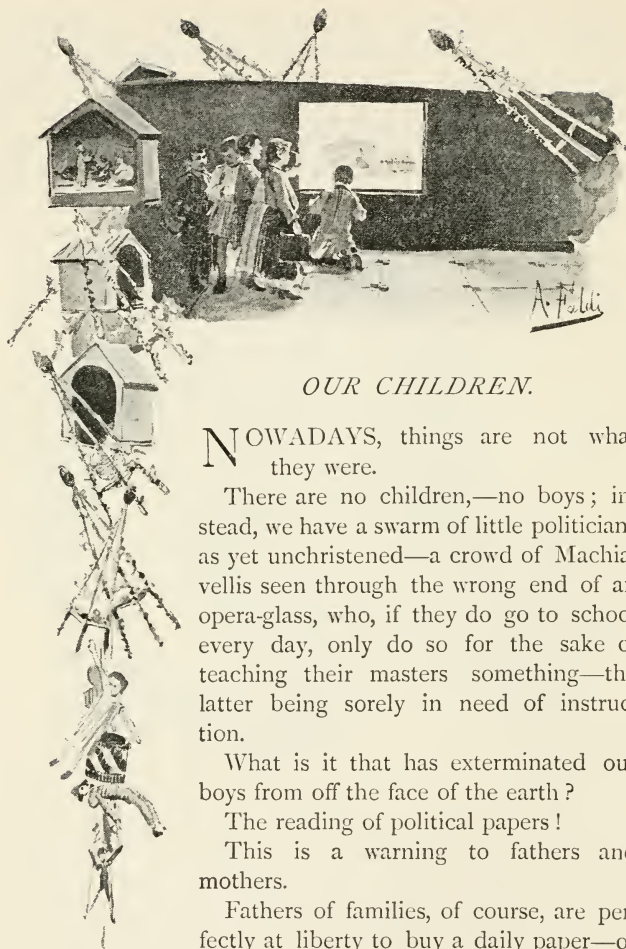 A. Faldi
OUR CHILDREN.
NOWADAYS, things are not wha
they were.
There are no children,—no boys; in
stead, we have a swarm of little politician
as yet unchristened—a crowd of Machia
vellis seen through the wrong end of a
opera-glass, who, if they do go to schoo
every day, only do so for the sake o
teaching their masters something—th
latter being sorely in need of instruc
tion.
What is it that has exterminated ou
boys from off the face of the earth?
The reading of political papers!
This is a warning to fathers an
mothers.
Fathers of families, of course, are per
fectly at liberty to buy a daily paper—o